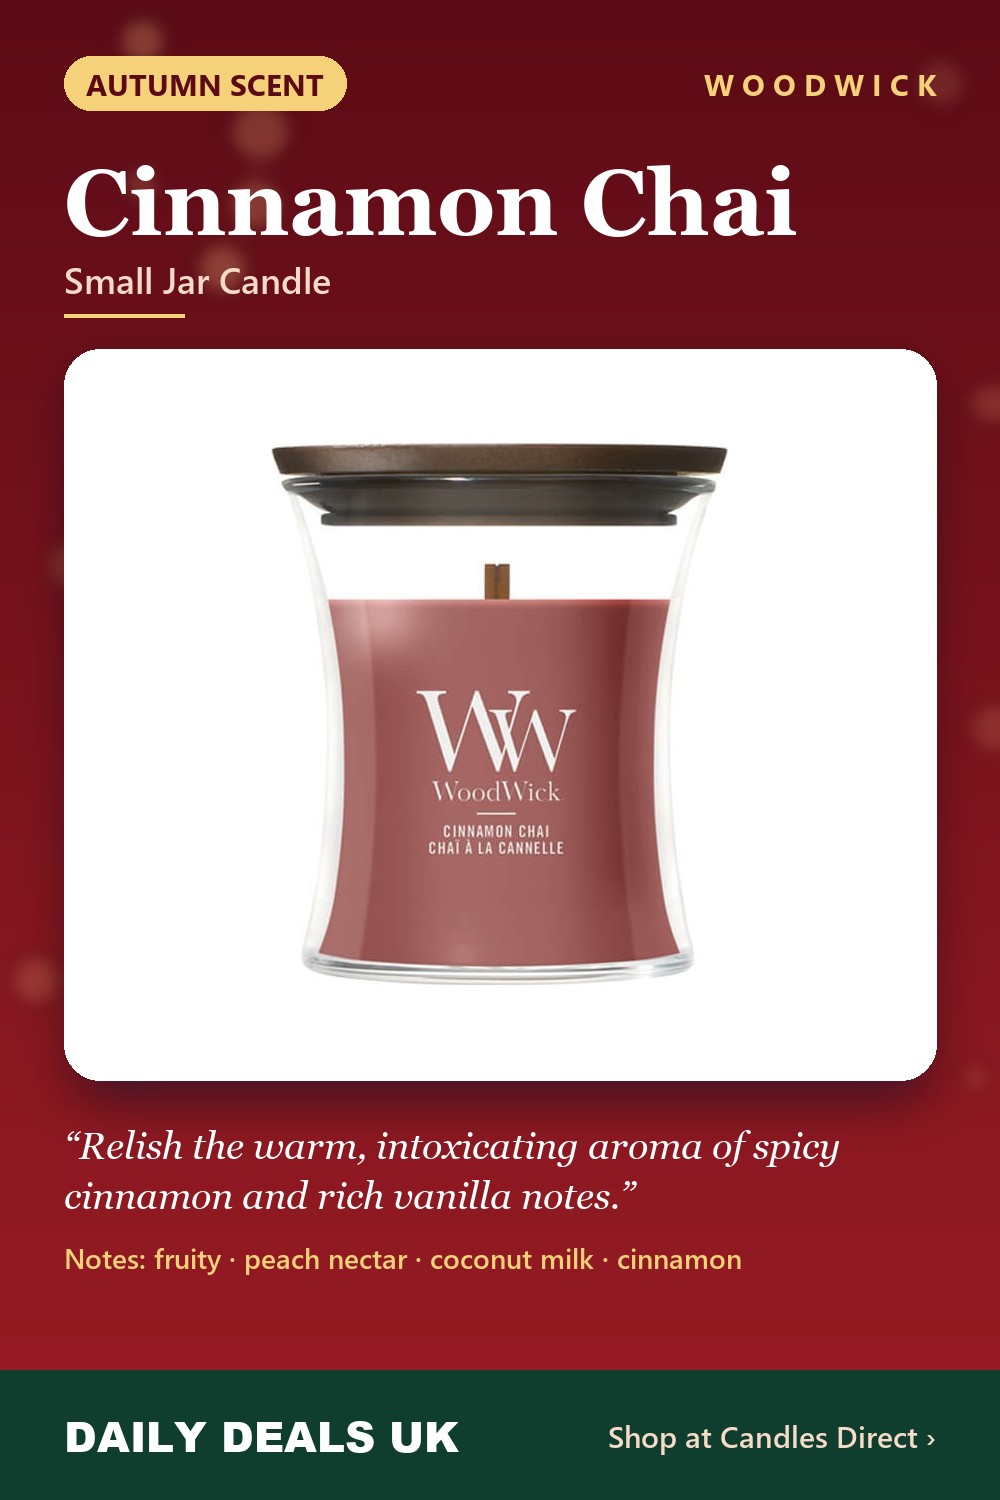 AUTUMN SCENT
WOODWICK
Cinnamon Chai
Small Jar Candle
WW
WoodWick
CINNAMON CHAI
CHAÏ À LA CANNELLE
“Relish the warm, intoxicating aroma of spicy
cinnamon and rich vanilla notes.”
Notes: fruity · peach nectar · coconut milk · cinnamon
DAILY DEALS UK
Shop at Candles Direct ›